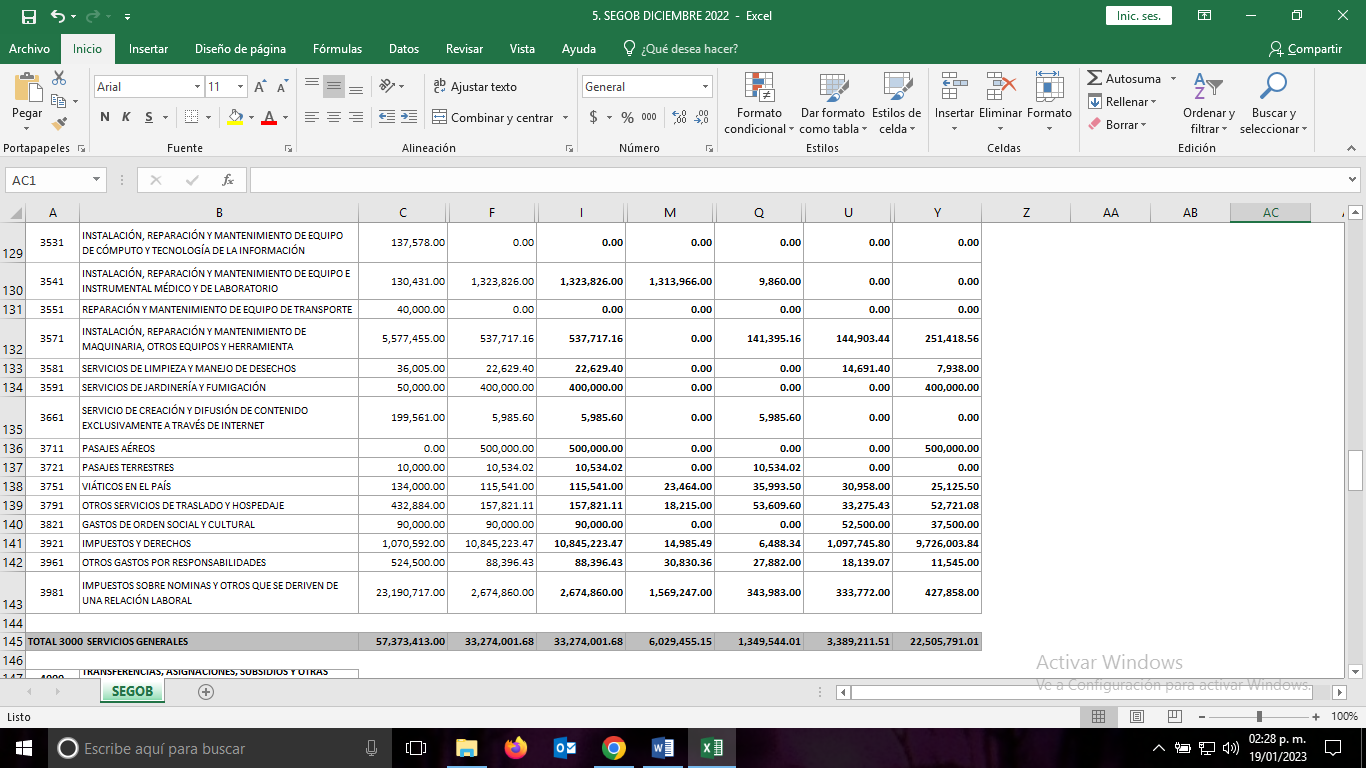 5. SEGOB DICIEMBRE 2022 - Excel
Inic. ses.
Archivo Inicio Insertar Diseño de página Fórmulas Datos Revisar Vista Ayuda ¿Qué desea hacer? Compartir
Pegar
Arial 11
N K S
Ajustar texto
Combinar y centrar
General
$ % 000
Formato condicional
Dar formato como tabla
Estilos de celda
Insertar Eliminar Formato
Autosuma
Rellenar
Borrar
Ordenar y filtrar
Buscar y seleccionar
Portapapeles Fuente Alineación Número Estilos Celdas Edición
AC1 fx
A B C F I M Q U Y Z AA AB AC
129 3531 INSTALACIÓN, REPARACIÓN Y MANTENIMIENTO DE EQUIPO 137,578.00 0.00 0.00 0.00 0.00 0.00 0.00
DE CÓMPUTO Y TECNOLOGÍA DE LA INFORMACIÓN
130 3541 INSTALACIÓN, REPARACIÓN Y MANTENIMIENTO DE EQUIPO E 130,431.00 1,323,826.00 1,323,826.00 1,313,966.00 9,860.00 0.00 0.00
INSTRUMENTAL MÉDICO Y DE LABORATORIO
131 3551 REPARACIÓN Y MANTENIMIENTO DE EQUIPO DE TRANSPORTE 40,000.00 0.00 0.00 0.00 0.00 0.00 0.00
132 3571 INSTALACIÓN, REPARACIÓN Y MANTENIMIENTO DE 5,577,455.00 537,717.16 537,717.16 0.00 141,395.16 144,903.44 251,418.56
MAQUINARIA, OTROS EQUIPOS Y HERRAMIENTA
133 3581 SERVICIOS DE LIMPIEZA Y MANEJO DE DESECHOS 36,005.00 22,629.40 22,629.40 0.00 0.00 14,691.40 7,938.00
134 3591 SERVICIOS DE JARDINERÍA Y FUMIGACIÓN 50,000.00 400,000.00 400,000.00 0.00 0.00 0.00 400,000.00
135 3661 SERVICIO DE CREACIÓN Y DIFUSIÓN DE CONTENIDO 199,561.00 5,985.60 5,985.60 0.00 5,985.60 0.00 0.00
EXCLUSIVAMENTE A TRAVÉS DE INTERNET
136 3711 PASAJES AÉREOS 0.00 500,000.00 500,000.00 0.00 0.00 0.00 500,000.00
137 3721 PASAJES TERRESTRES 10,000.00 10,534.02 10,534.02 0.00 10,534.02 0.00 0.00
138 3751 VIÁTICOS EN EL PAÍS 134,000.00 115,541.00 115,541.00 23,464.00 35,993.50 30,958.00 25,125.50
139 3791 OTROS SERVICIOS DE TRASLADO Y HOSPEDAJE 432,884.00 157,821.11 157,821.11 18,215.00 53,609.60 33,275.43 52,721.08
140 3821 GASTOS DE ORDEN SOCIAL Y CULTURAL 90,000.00 90,000.00 90,000.00 0.00 0.00 52,500.00 37,500.00
141 3921 IMPUESTOS Y DERECHOS 1,070,592.00 10,845,223.47 10,845,223.47 14,985.49 6,488.34 1,097,745.80 9,726,003.84
142 3961 OTROS GASTOS POR RESPONSABILIDADES 524,500.00 88,396.43 88,396.43 30,830.36 27,882.00 18,139.07 11,545.00
143 3981 IMPUESTOS SOBRE NOMINAS Y OTROS QUE SE DERIVEN DE 23,190,717.00 2,674,860.00 2,674,860.00 1,569,247.00 343,983.00 333,772.00 427,858.00
UNA RELACIÓN LABORAL
144
145 TOTAL 3000 SERVICIOS GENERALES 57,373,413.00 33,274,001.68 33,274,001.68 6,029,455.15 1,349,544.01 3,389,211.51 22,505,791.01
146
147 4000 TRANSFERENCIAS, ASIGNACIONES, SUBSIDIOS Y OTRAS
Activar Windows
Ve a Configuración para activar Windows.
SEGOB
Listo 100%
Escribe aquí para buscar
02:28 p. m.
19/01/2023